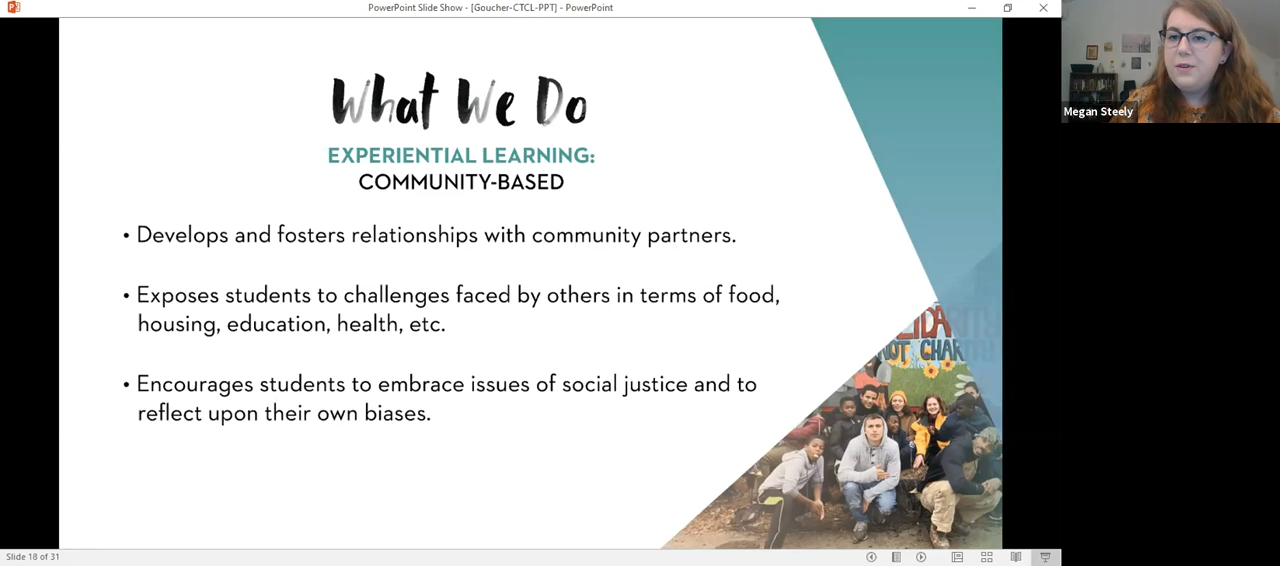 PowerPoint Slide Show - [Goucher-CTCL-PPT] - PowerPoint
What We Do
EXPERIENTIAL LEARNING:
COMMUNITY-BASED
• Develops and fosters relationships with community partners.
• Exposes students to challenges faced by others in terms of food,
housing, education, health, etc.
• Encourages students to embrace issues of social justice and to
reflect upon their own biases.
NOT CHAR
Megan Steely
Slide 18 of 31